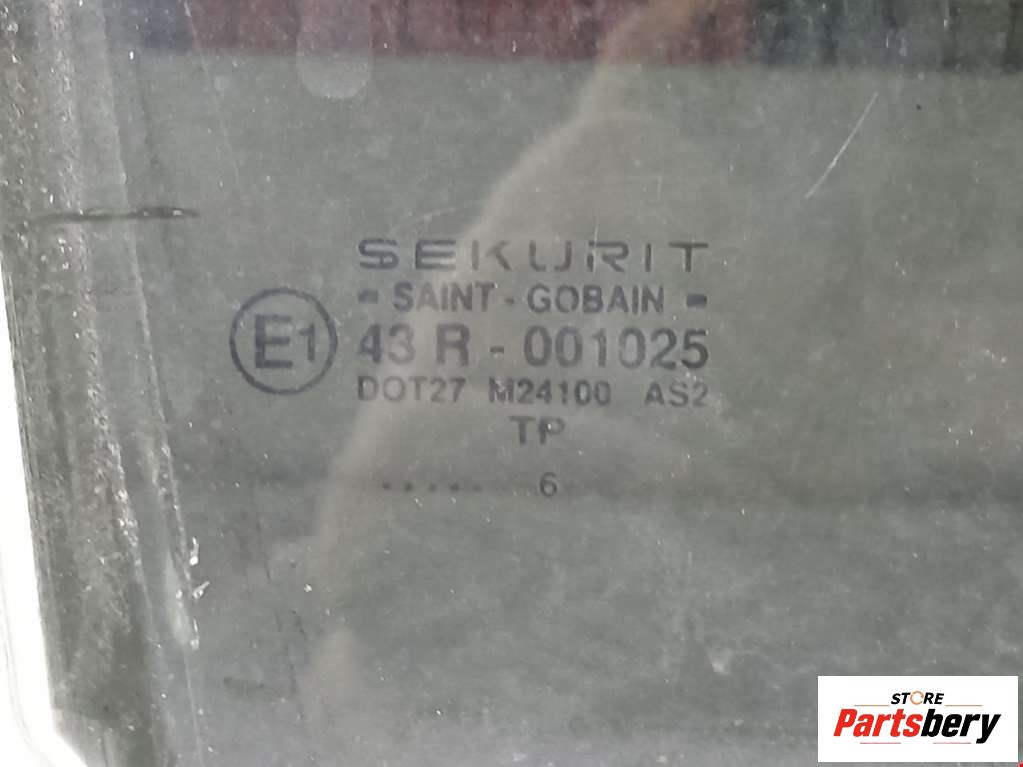 SEKURIT
- SAINT - GOBAIN -
E1 43 R - 001025
DOT27 M24100 AS2
TP
..... 6
STORE
Partsbery